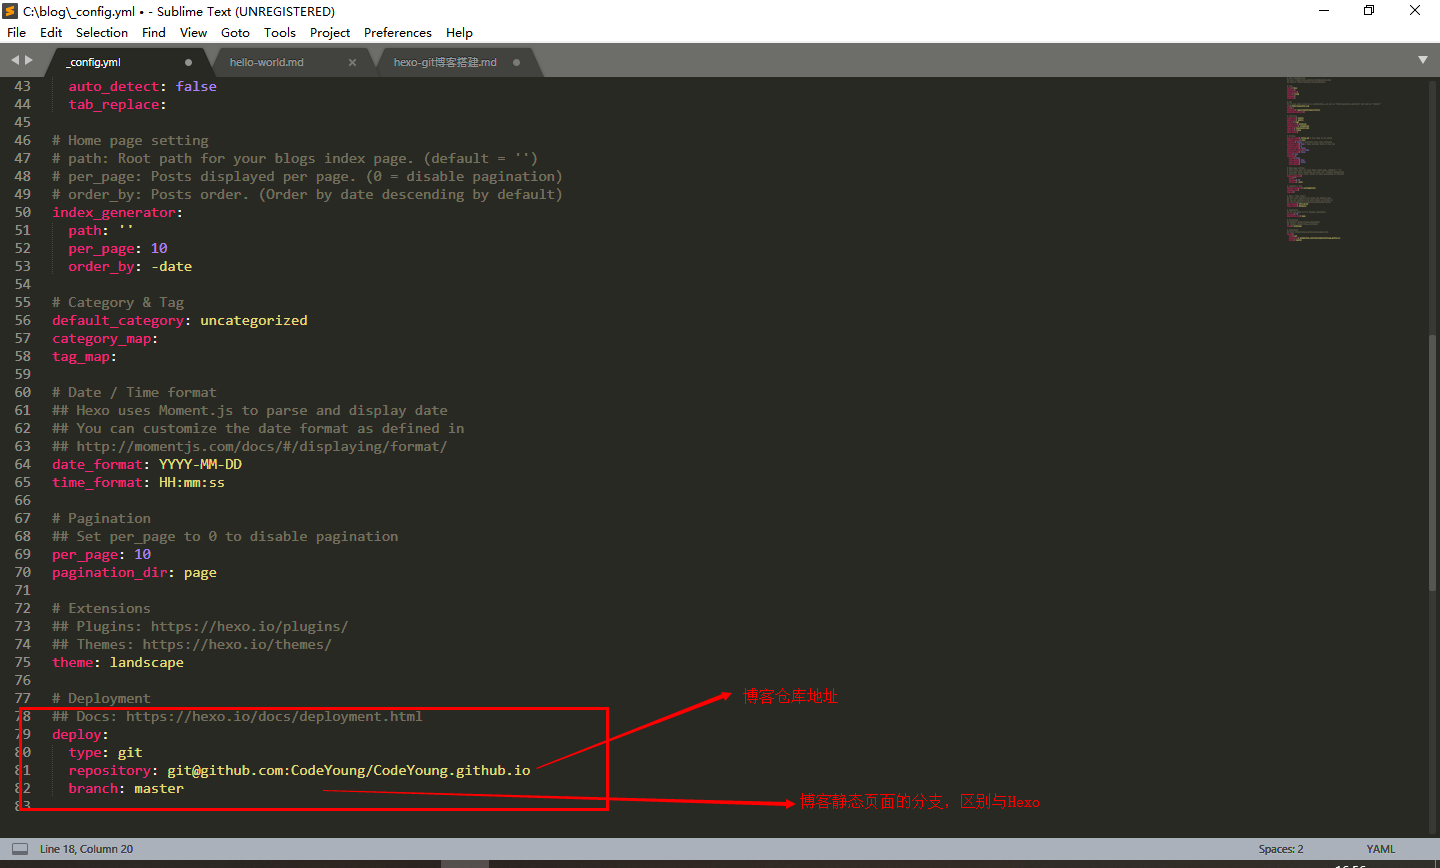 C:\blog\_config.yml • - Sublime Text (UNREGISTERED)
File Edit Selection Find View Goto Tools Project Preferences Help
_config.yml hello-world.md hexo-git博客搭建.md
43 auto_detect: false
44 tab_replace:
45
46 # Home page setting
47 # path: Root path for your blogs index page. (default = '')
48 # per_page: Posts displayed per page. (0 = disable pagination)
49 # order_by: Posts order. (Order by date descending by default)
50 index_generator:
51 path: ''
52 per_page: 10
53 order_by: -date
54
55 # Category & Tag
56 default_category: uncategorized
57 category_map:
58 tag_map:
59
60 # Date / Time format
61 ## Hexo uses Moment.js to parse and display date
62 ## You can customize the date format as defined in
63 ## http://momentjs.com/docs/#/displaying/format/
64 date_format: YYYY-MM-DD
65 time_format: HH:mm:ss
66
67 # Pagination
68 ## Set per_page to 0 to disable pagination
69 per_page: 10
70 pagination_dir: page
71
72 # Extensions
73 ## Plugins: https://hexo.io/plugins/
74 ## Themes: https://hexo.io/themes/
75 theme: landscape
76
77 # Deployment
博客仓库地址
78 ## Docs: https://hexo.io/docs/deployment.html
79 deploy:
80 type: git
81 repository: git@github.com:CodeYoung/CodeYoung.github.io
82 branch: master
博客静态页面的分支，区别与Hexo
83
Line 18, Column 20 Spaces: 2 YAML